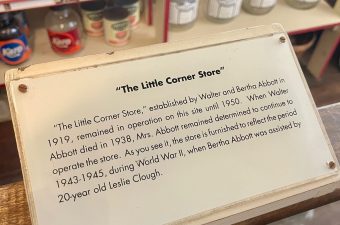 "The Little Corner Store"
"The Little Corner Store," established by Walter and Bertha Abbott in
1919, remained in operation on this site until 1950. When Walter
Abbott died in 1938, Mrs. Abbott remained determined to continue to
operate the store. As you see it, the store is furnished to reflect the period
1943-1945, during World War II, when Bertha Abbott was assisted by
20-year old Leslie Clough.